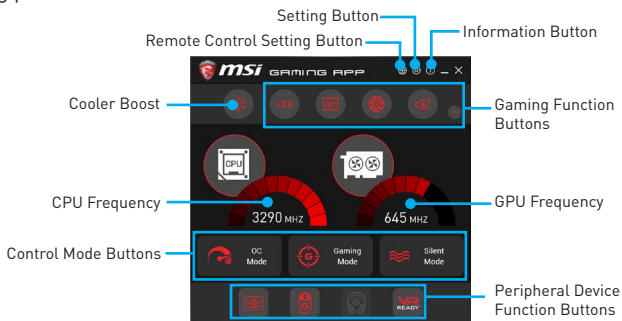 Setting Button
Remote Control Setting Button
Information Button
msi GAMING APP
Cooler Boost
LED
Gaming Function
Buttons
CPU
CPU Frequency
3290 MHZ
645 MHZ
GPU Frequency
Control Mode Buttons
OC
Mode
G
Gaming
Mode
Silent
Mode
G
G
G
VR
READY
Peripheral Device
Function Buttons